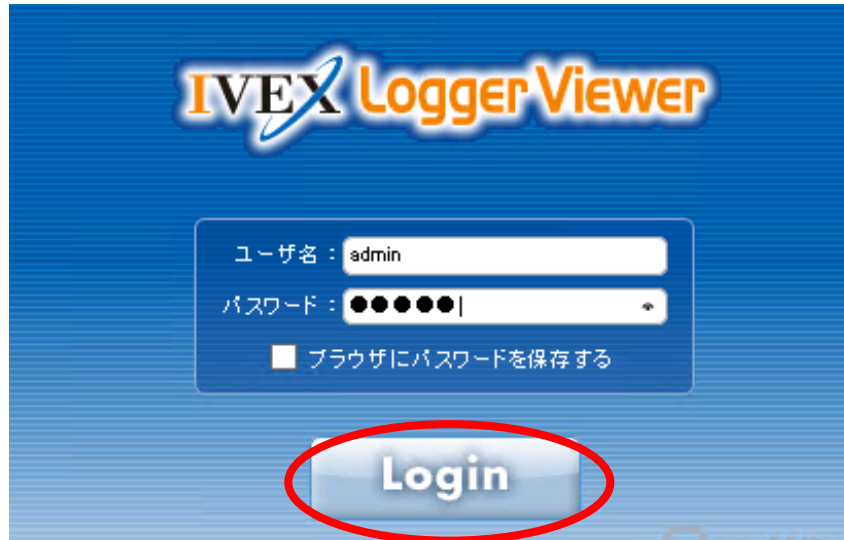 IVEX Logger Viewer
ユーザ名： admin
パスワード： ●●●●●
ブラウザにパスワードを保存する
Login